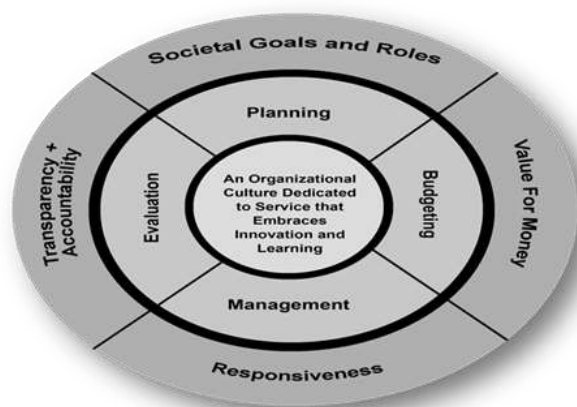 Societal Goals and Roles
Planning
Transparency +
Accountability
Evaluation
An Organizational
Culture Dedicated
to Service that
Embraces
Innovation and
Learning
Budgeting
Value For Money
Management
Responsiveness